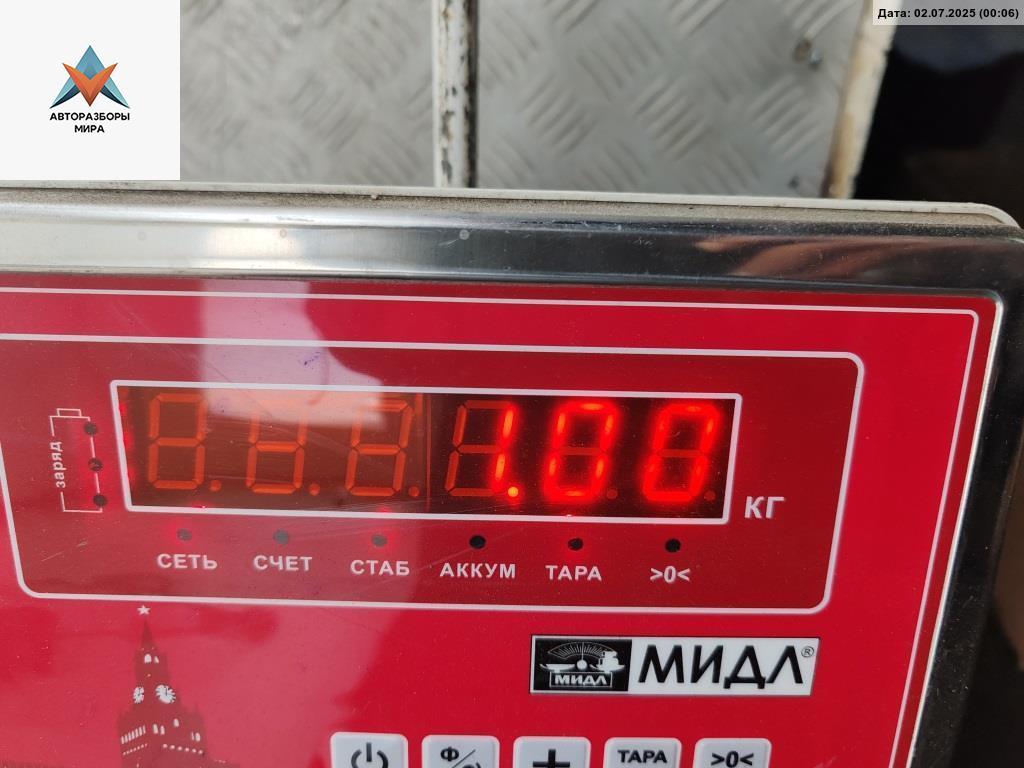 Дата: 02.07.2025 (00:06)
АВТОРАЗБОРЫ
МИРА
заряд
1.00
КГ
СЕТЬ СЧЕТ СТАБ АККУМ ТАРА >0<
МИДЛ МИДЛ®
Ф/ + ТАРА >0<